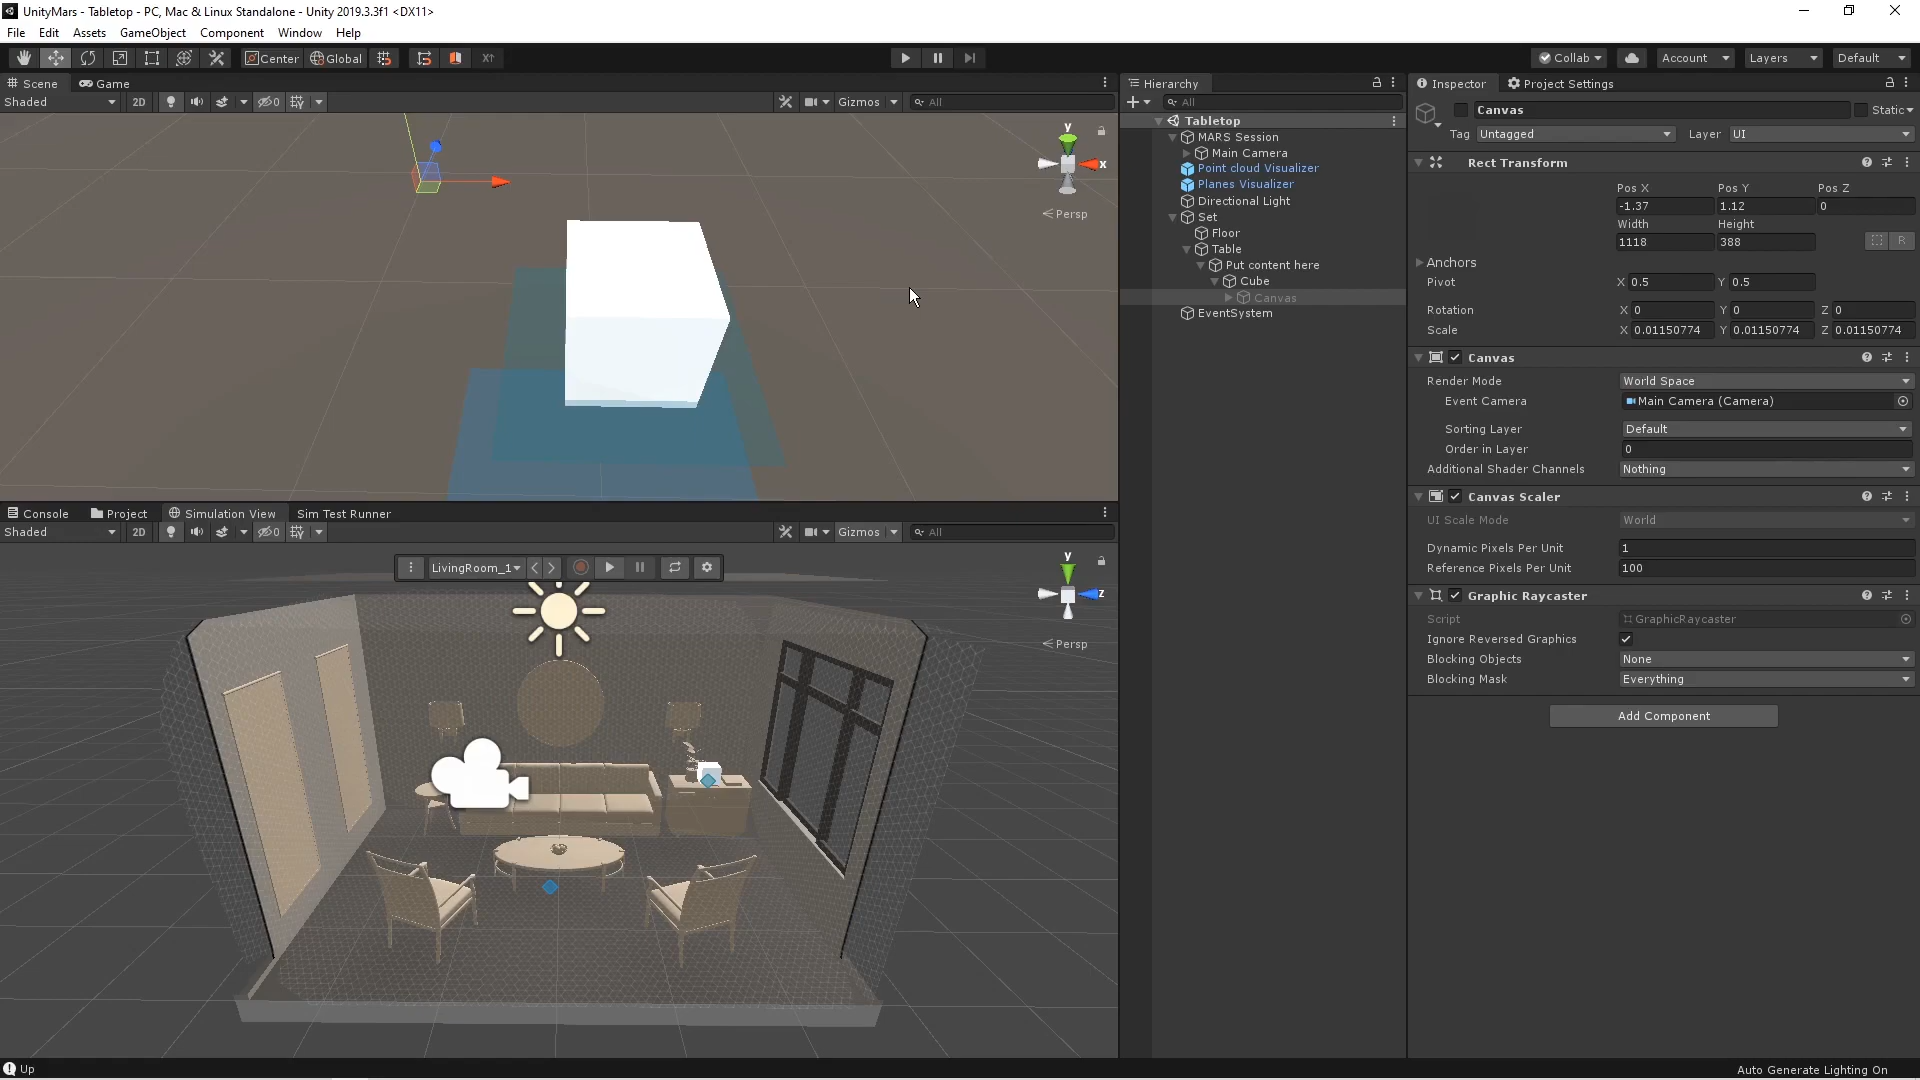 UnityMars - Tabletop - PC, Mac & Linux Standalone - Unity 2019.3.3f1 <DX11>
File Edit Assets GameObject Component Window Help
Center Global Collab Account Layers Default
Scene Game
Shaded 2D 0 Gizmos All
y
x
Persp
Console Project Simulation View Sim Test Runner
Shaded 2D 0 Gizmos All
LivingRoom_1
y
z
Persp
Up
Hierarchy
All
Tabletop
MARS Session
Main Camera
Point cloud Visualizer
Planes Visualizer
Directional Light
Set
Floor
Table
Put content here
Cube
Canvas
EventSystem
Inspector Project Settings
Canvas Static
Tag Untagged Layer UI
Rect Transform
Pos X Pos Y Pos Z
-1.37 1.12 0
Width Height
1118 388 R
Anchors
Pivot X 0.5 Y 0.5
Rotation X 0 Y 0 Z 0
Scale X 0.01150774 Y 0.01150774 Z 0.01150774
Canvas
Render Mode World Space
Event Camera Main Camera (Camera)
Sorting Layer Default
Order in Layer 0
Additional Shader Channels Nothing
Canvas Scaler
UI Scale Mode World
Dynamic Pixels Per Unit 1
Reference Pixels Per Unit 100
Graphic Raycaster
Script GraphicRaycaster
Ignore Reversed Graphics
Blocking Objects None
Blocking Mask Everything
Add Component
Auto Generate Lighting On